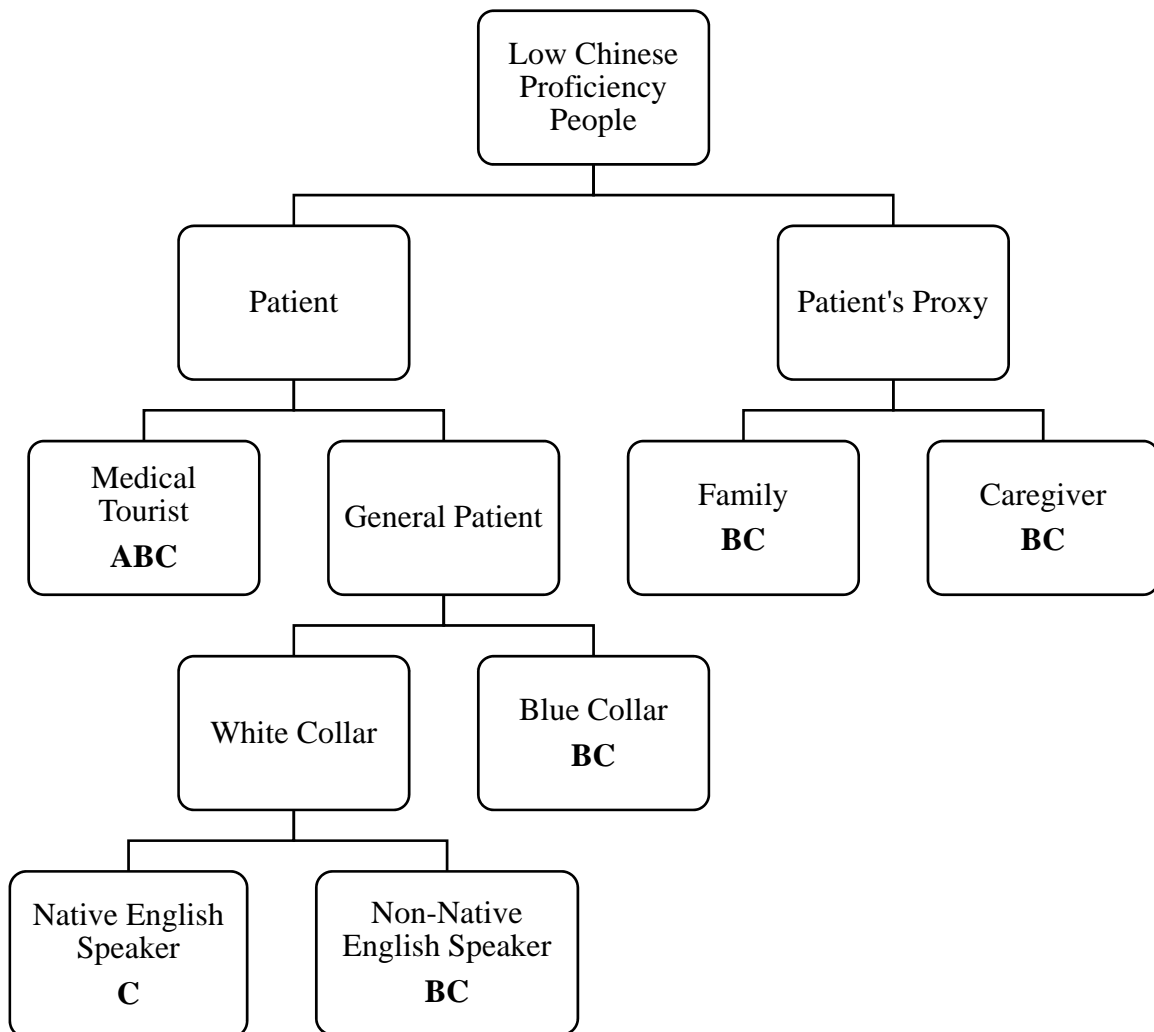 Low Chinese
Proficiency
People
Patient
Patient's Proxy
Medical
Tourist
ABC
General Patient
Family
BC
Caregiver
BC
White Collar
Blue Collar
BC
Native English
Speaker
C
Non-Native
English Speaker
BC